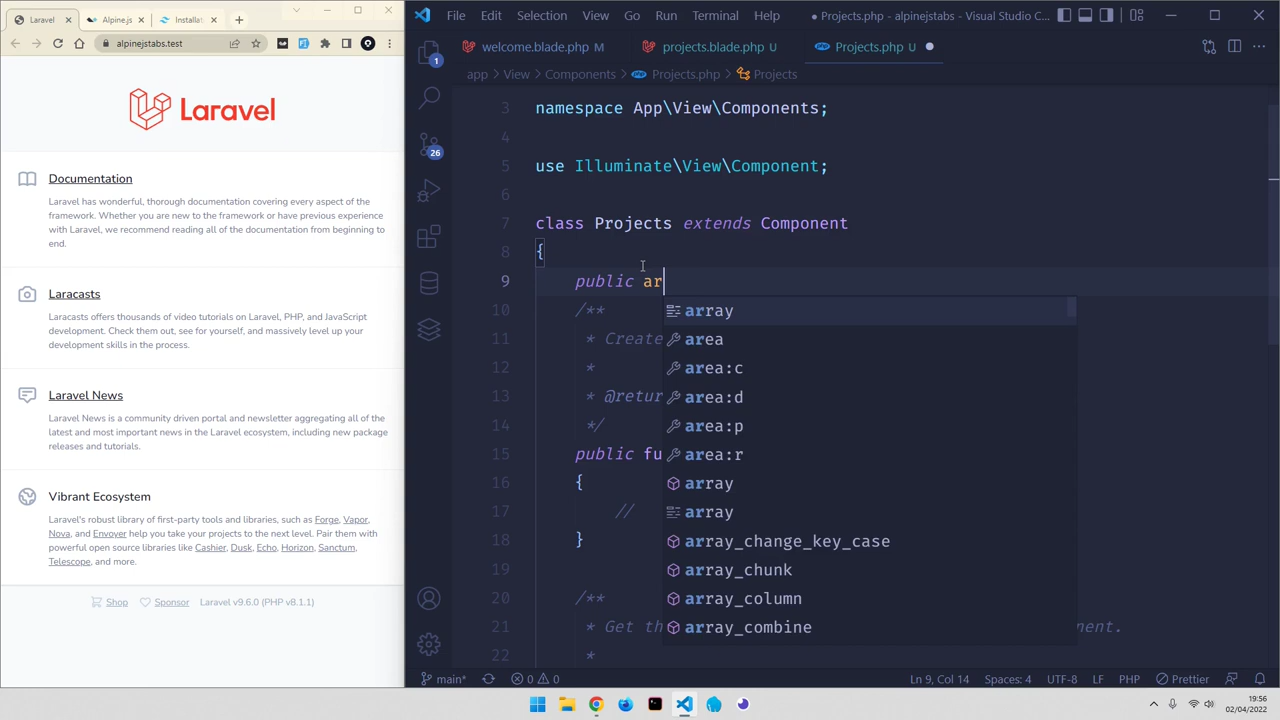 Laravel
Alpine.js
Installat
alpinejstabs.test
Laravel
Documentation
Laravel has wonderful, thorough documentation covering every aspect of the
framework. Whether you are new to the framework or have previous experience
with Laravel, we recommend reading all of the documentation from beginning to
end.
Laracasts
Laracasts offers thousands of video tutorials on Laravel, PHP, and JavaScript
development. Check them out, see for yourself, and massively level up your
development skills in the process.
Laravel News
Laravel News is a community driven portal and newsletter aggregating all of the
latest and most important news in the Laravel ecosystem, including new package
releases and tutorials.
Vibrant Ecosystem
Laravel's robust library of first-party tools and libraries, such as Forge, Vapor,
Nova, and Envoyer help you take your projects to the next level. Pair them with
powerful open source libraries like Cashier, Dusk, Echo, Horizon, Sanctum,
Telescope, and more.
Shop Sponsor Laravel v9.6.0 (PHP v8.1.1)
File Edit Selection View Go Run Terminal Help ● Projects.php - alpinejstabs - Visual Studio C...
welcome.blade.php M projects.blade.php U Projects.php U
app > View > Components > Projects.php > Projects
1
26
3 namespace App\View\Components;
4
5 use Illuminate\View\Component;
6
7 class Projects extends Component
8 {
9 public ar
10 /**
11 * Create
12 *
13 * @retur
14 */
15 public fu
16 {
17 //
18 }
19
20 /**
21 * Get th
ent.
22 *
array
area
area:c
area:d
area:p
area:r
array
array
array_change_key_case
array_chunk
array_column
array_combine
main* 0 0 Ln 9, Col 14 Spaces: 4 UTF-8 LF PHP Prettier
19:56
02/04/2022